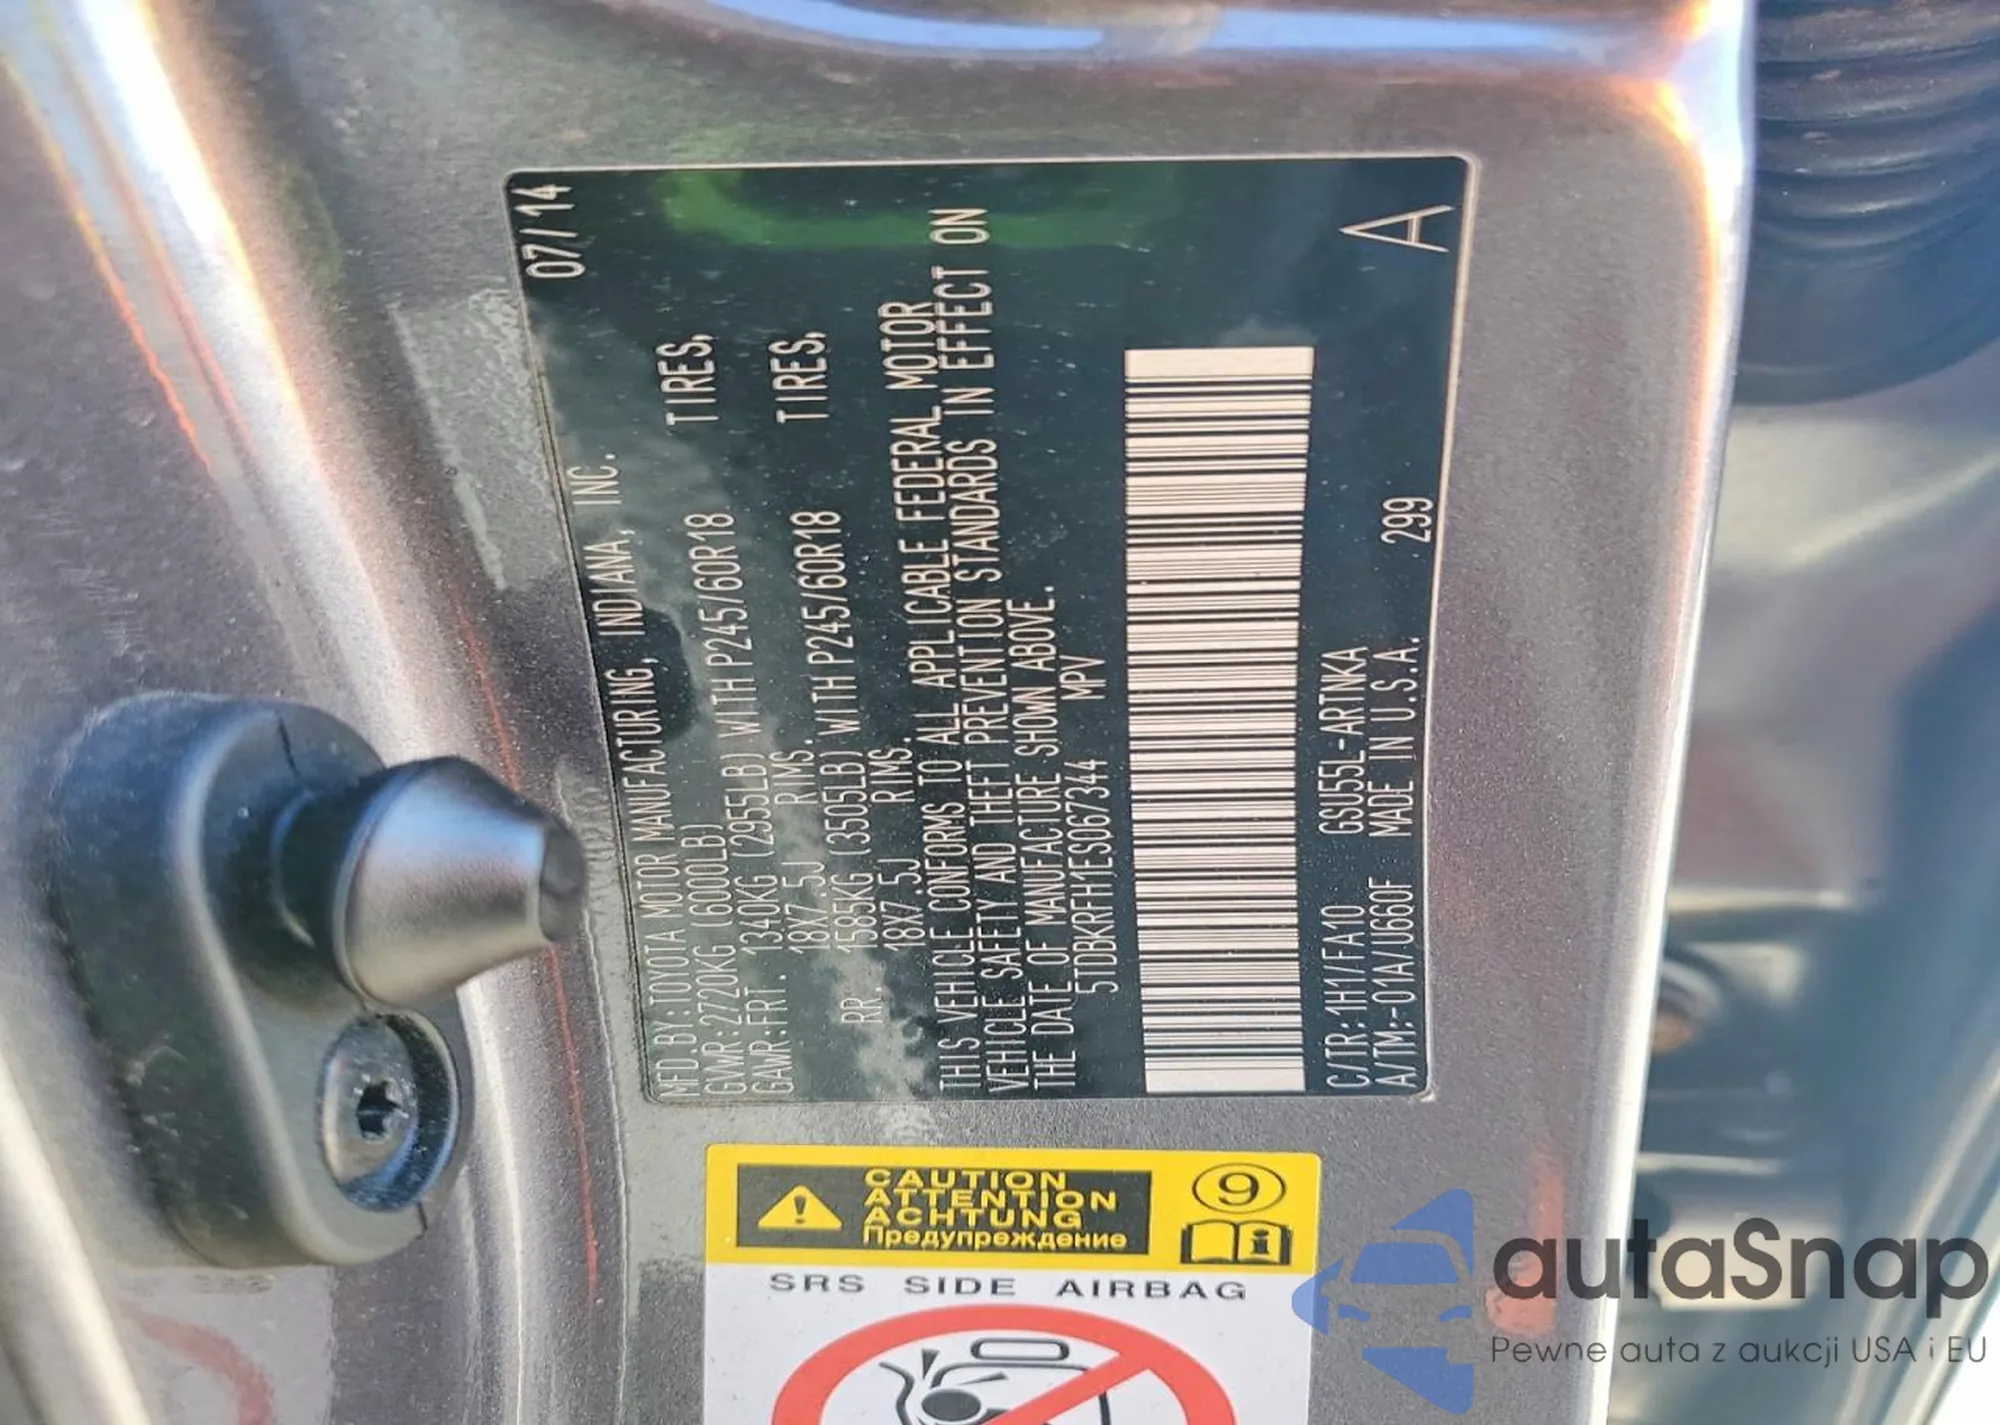 07/14
MFD.BY:TOYOTA MOTOR MANUFACTURING, INDIANA, INC.
GVWR:2720KG (6000LB)
GAWR:FRT. 1340KG (2955LB) WITH P245/60R18 TIRES,
18X7.5J RIMS.
RR. 1585KG (3505LB) WITH P245/60R18 TIRES,
18X7.5J RIMS.
THIS VEHICLE CONFORMS TO ALL APPLICABLE FEDERAL MOTOR
VEHICLE SAFETY AND THEFT PREVENTION STANDARDS IN EFFECT ON
THE DATE OF MANUFACTURE SHOWN ABOVE.
5TDBKRFH1ES067344 MPV
C/TR:1H1/FA10 GSU55L-ARTNKA
A/TM:-01A/U660F MADE IN U.S.A. 299
A
CAUTION
ATTENTION
ACHTUNG
Предупреждение
9
i
SRS SIDE AIRBAG
autaSnap
Pewne auta z aukcji USA i EU